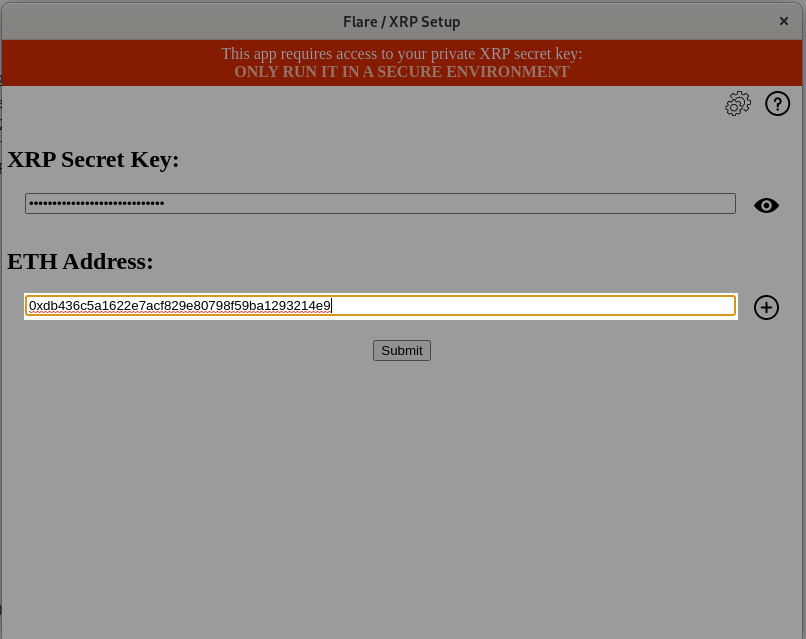 Flare / XRP Setup
This app requires access to your private XRP secret key:
ONLY RUN IT IN A SECURE ENVIRONMENT
XRP Secret Key:
••••••••••••••••••••••••••••••
ETH Address:
0xdb436c5a1622e7acf829e80798f59ba1293214e9
Submit